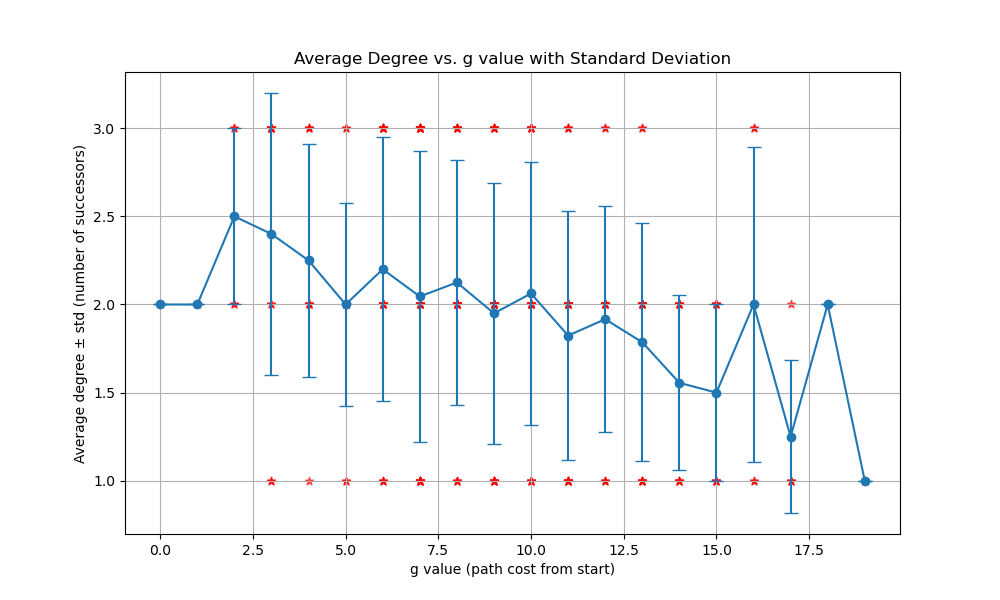 Average Degree vs. g value with Standard Deviation
Average degree ± std (number of successors)
3.0
2.5
2.0
1.5
1.0
0.0 2.5 5.0 7.5 10.0 12.5 15.0 17.5
g value (path cost from start)